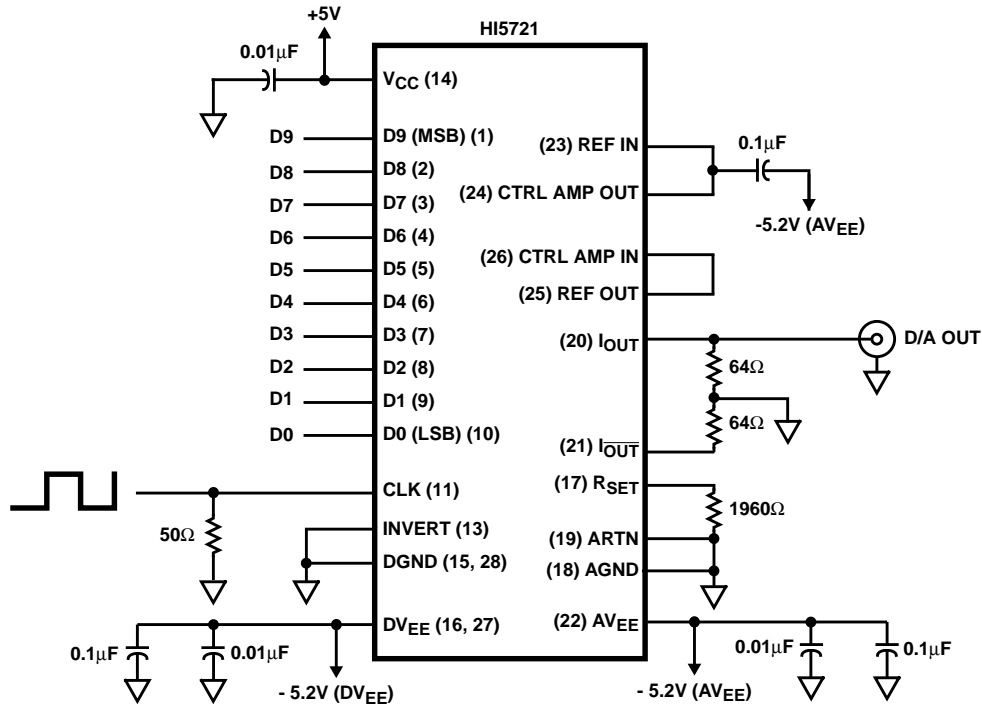 +5V
HI5721
0.01μF
VCC (14)
D9 D9 (MSB) (1)
D8 D8 (2)
D7 D7 (3)
D6 D6 (4)
D5 D5 (5)
D4 D4 (6)
D3 D3 (7)
D2 D2 (8)
D1 D1 (9)
D0 D0 (LSB) (10)
CLK (11)
50Ω
INVERT (13)
DGND (15, 28)
DVEE (16, 27)
0.1μF
0.01μF
- 5.2V (DVEE)
(23) REF IN
0.1μF
(24) CTRL AMP OUT
-5.2V (AVEE)
(26) CTRL AMP IN
(25) REF OUT
(20) IOUT
D/A OUT
64Ω
64Ω
(21) I̅O̅U̅T̅
(17) RSET
1960Ω
(19) ARTN
(18) AGND
(22) AVEE
0.01μF
0.1μF
- 5.2V (AVEE)